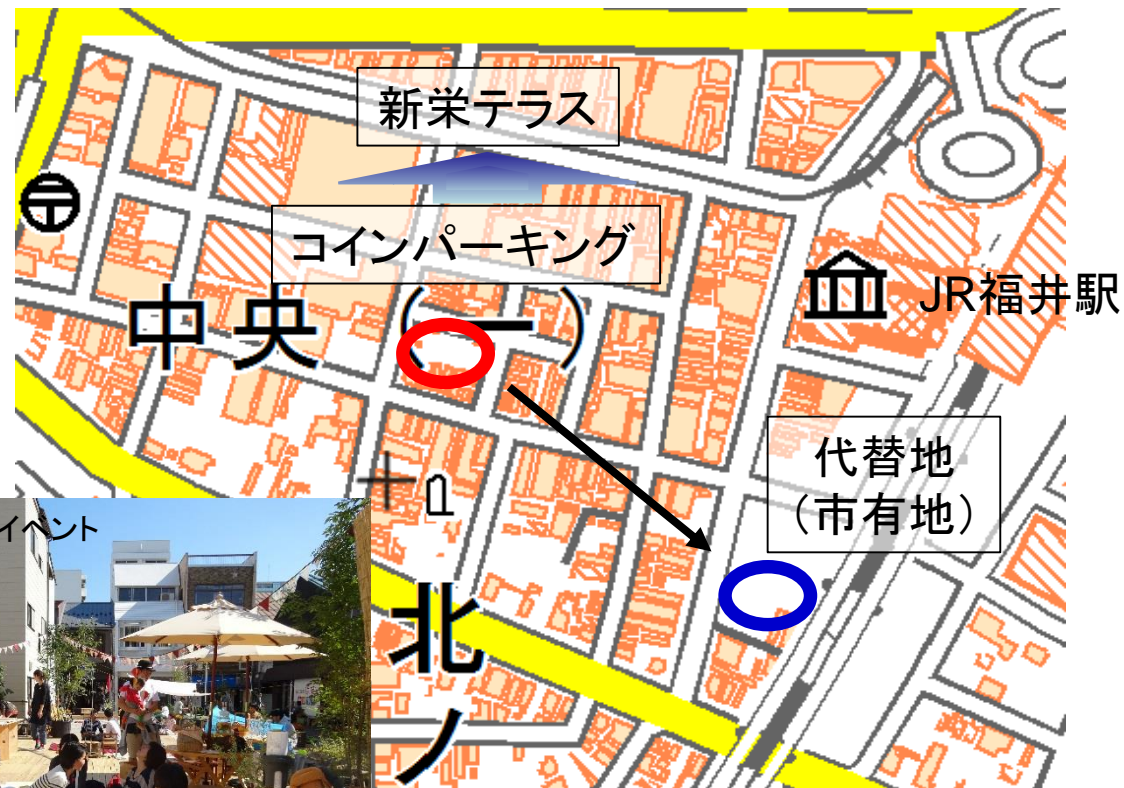 新栄テラス
コインパーキング
中央（一）
JR福井駅
代替地
（市有地）
イベント
北ノ